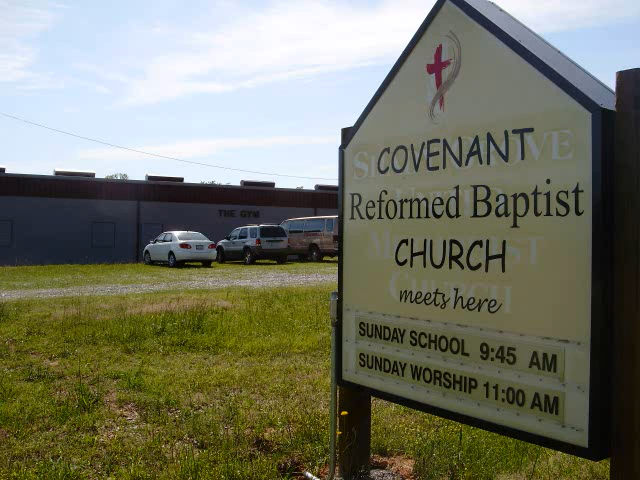 THE GYM
COVENANT
Reformed Baptist
CHURCH
meets here
SUNDAY SCHOOL 9:45 AM
SUNDAY WORSHIP 11:00 AM